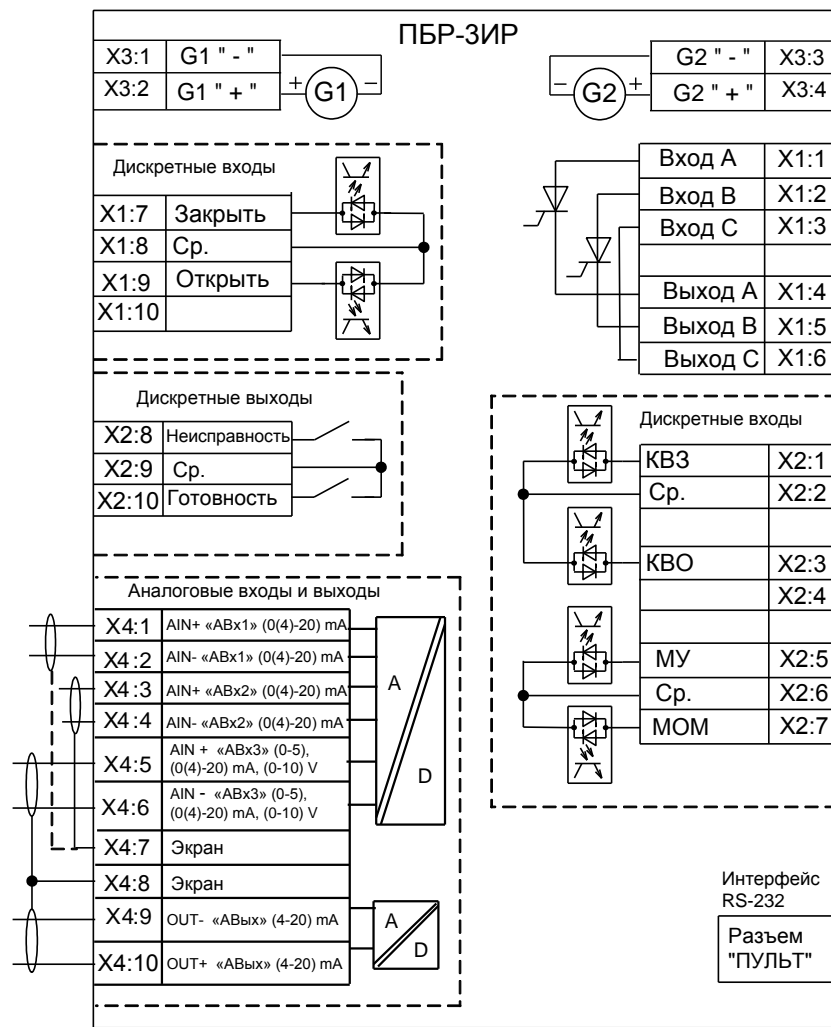 ПБР-3ИР
X3:1 G1 " - "
X3:2 G1 " + "
+ G1 −
G2 " - " X3:3
G2 " + " X3:4
− G2 +
Дискретные входы
X1:7 Закрыть
X1:8 Ср.
X1:9 Открыть
X1:10
Вход А X1:1
Вход В X1:2
Вход С X1:3
Выход А X1:4
Выход В X1:5
Выход С X1:6
Дискретные выходы
X2:8 Неисправность
X2:9 Ср.
X2:10 Готовность
Дискретные входы
КВЗ X2:1
Ср. X2:2
КВО X2:3
X2:4
МУ X2:5
Ср. X2:6
МОМ X2:7
Аналоговые входы и выходы
X4:1 AIN+ «АВх1» (0(4)-20) mA
X4:2 AIN- «АВх1» (0(4)-20) mA
X4:3 AIN+ «АВх2» (0(4)-20) mA
X4:4 AIN- «АВх2» (0(4)-20) mA
X4:5 AIN + «АВх3» (0-5),
(0(4)-20) mA, (0-10) V
X4:6 AIN - «АВх3» (0-5),
(0(4)-20) mA, (0-10) V
A
D
X4:7 Экран
X4:8 Экран
X4:9 OUT- «АВых» (4-20) mA
X4:10 OUT+ «АВых» (4-20) mA
A
D
Интерфейс
RS-232
Разъем
"ПУЛЬТ"